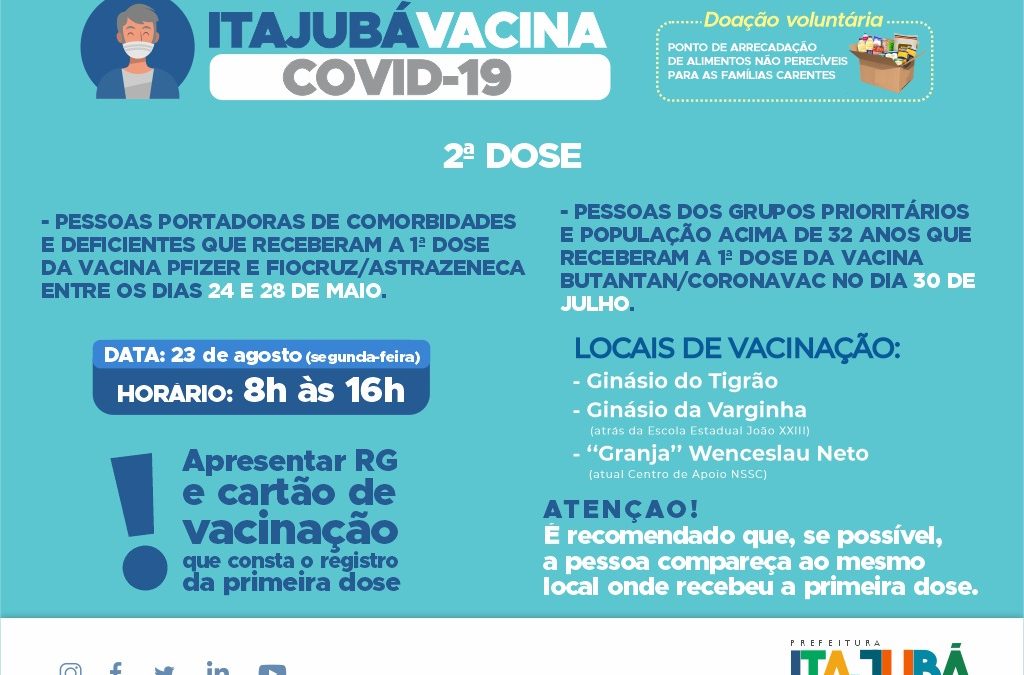 ITAJUBÁVACINA
COVID-19
Doação voluntária
PONTO DE ARRECADAÇÃO
DE ALIMENTOS NÃO PERECÍVEIS
PARA AS FAMÍLIAS CARENTES
2ª DOSE
- PESSOAS PORTADORAS DE COMORBIDADES
E DEFICIENTES QUE RECEBERAM A 1ª DOSE
DA VACINA PFIZER E FIOCRUZ/ASTRAZENECA
ENTRE OS DIAS 24 E 28 DE MAIO.
DATA: 23 de agosto (segunda-feira)
HORÁRIO: 8h às 16h
! Apresentar RG
e cartão de
vacinação
que consta o registro
da primeira dose
- PESSOAS DOS GRUPOS PRIORITÁRIOS
E POPULAÇÃO ACIMA DE 32 ANOS QUE
RECEBERAM A 1ª DOSE DA VACINA
BUTANTAN/CORONAVAC NO DIA 30 DE
JULHO.
LOCAIS DE VACINAÇÃO:
- Ginásio do Tigrão
- Ginásio da Varginha
(atrás da Escola Estadual João XXIII)
- “Granja” Wenceslau Neto
(atual Centro de Apoio NSSC)
ATENÇAO!
É recomendado que, se possível,
a pessoa compareça ao mesmo
local onde recebeu a primeira dose.
PREFEITURA
ITAJUBÁ